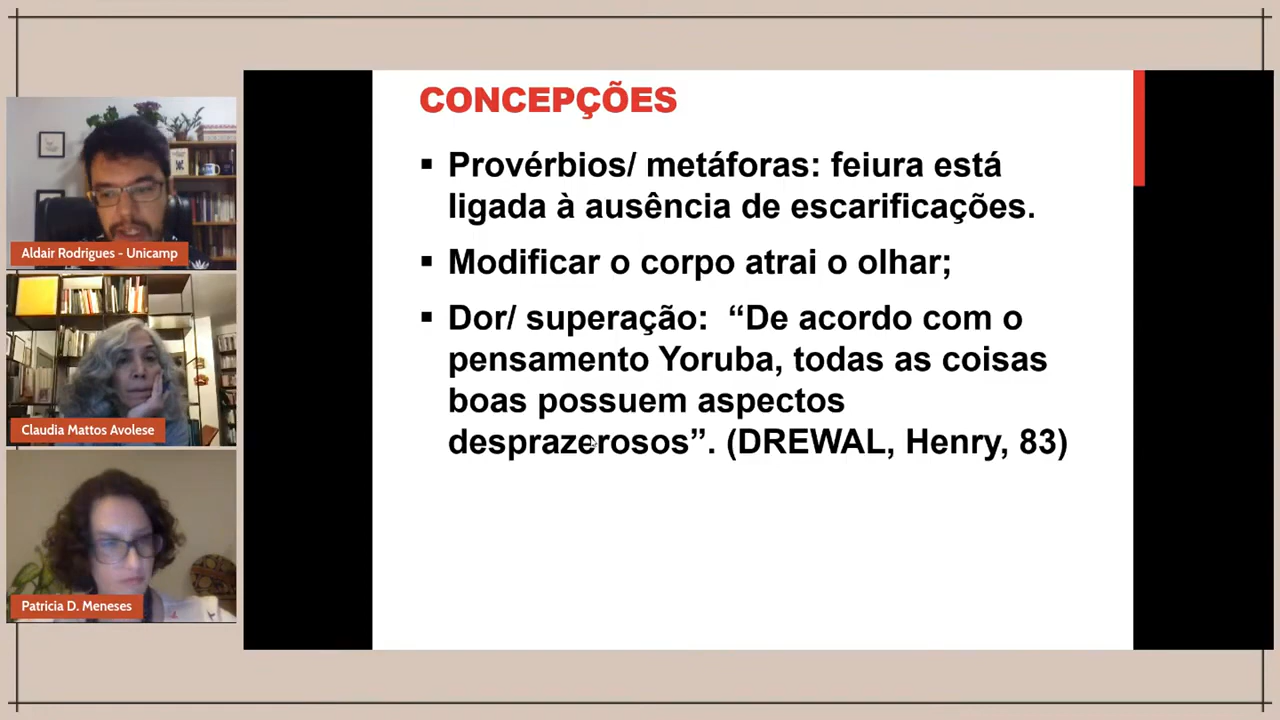 CONCEPÇÕES
▪ Provérbios/ metáforas: feiura está
ligada à ausência de escarificações.
▪ Modificar o corpo atrai o olhar;
▪ Dor/ superação: “De acordo com o
pensamento Yoruba, todas as coisas
boas possuem aspectos
desprazerosos”. (DREWAL, Henry, 83)
Aldair Rodrigues - Unicamp
Claudia Mattos Avolese
Patricia D. Meneses